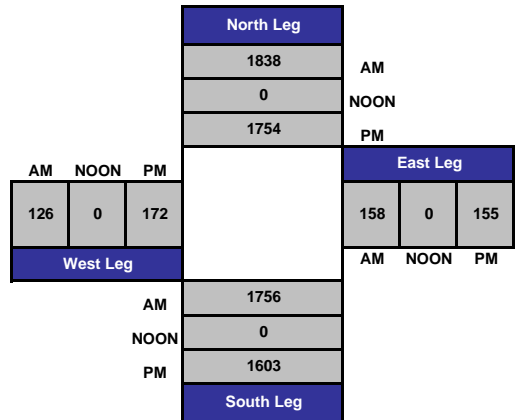 North Leg
1838 AM
0 NOON
1754 PM
AM NOON PM East Leg
126 0 172 158 0 155
West Leg AM NOON PM
AM 1756
NOON 0
PM 1603
South Leg